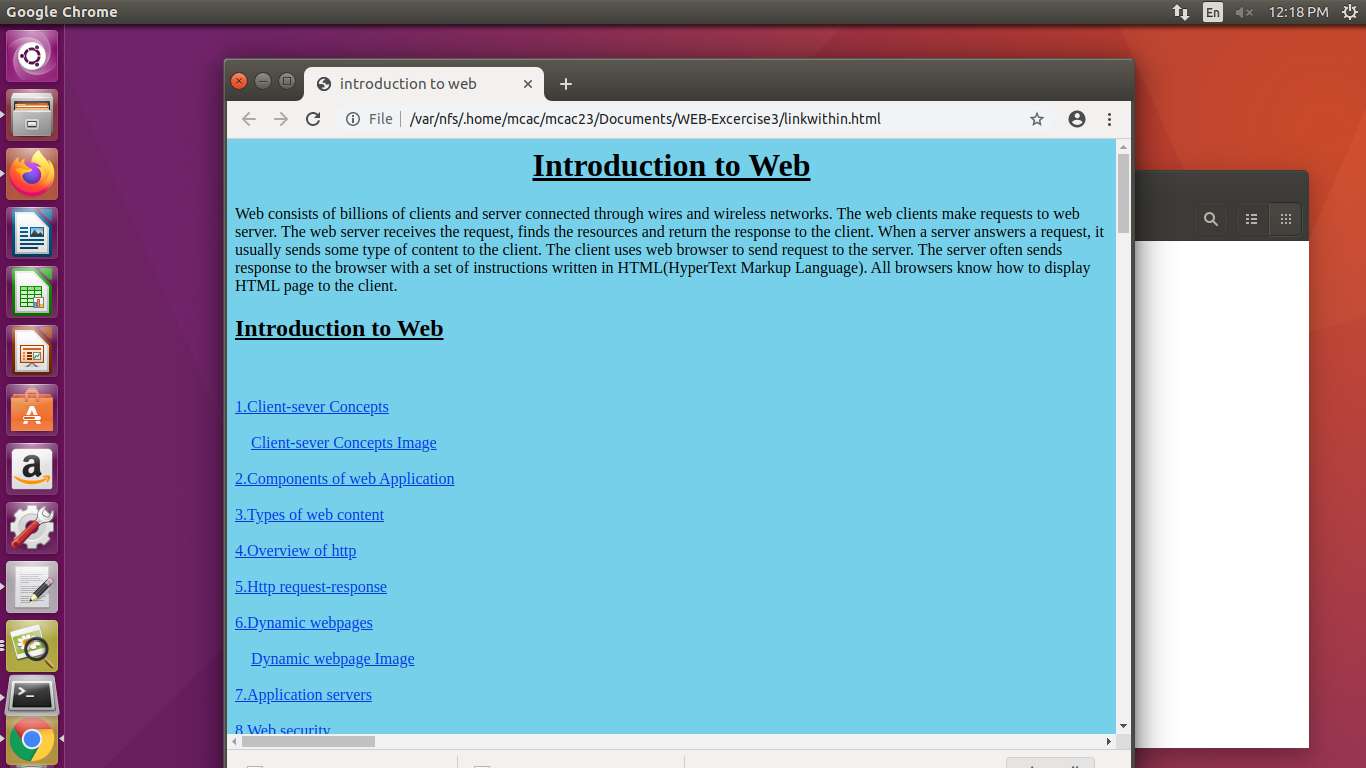 Google Chrome
En
12:18 PM
introduction to web
File
/var/nfs/.home/mcac/mcac23/Documents/WEB-Excercise3/linkwithin.html
Introduction to Web
Web consists of billions of clients and server connected through wires and wireless networks. The web clients make requests to web
server. The web server receives the request, finds the resources and return the response to the client. When a server answers a request, it
usually sends some type of content to the client. The client uses web browser to send request to the server. The server often sends
response to the browser with a set of instructions written in HTML(HyperText Markup Language). All browsers know how to display
HTML page to the client.
Introduction to Web
1.Client-sever Concepts
Client-sever Concepts Image
2.Components of web Application
3.Types of web content
4.Overview of http
5.Http request-response
6.Dynamic webpages
Dynamic webpage Image
7.Application servers
8.Web security